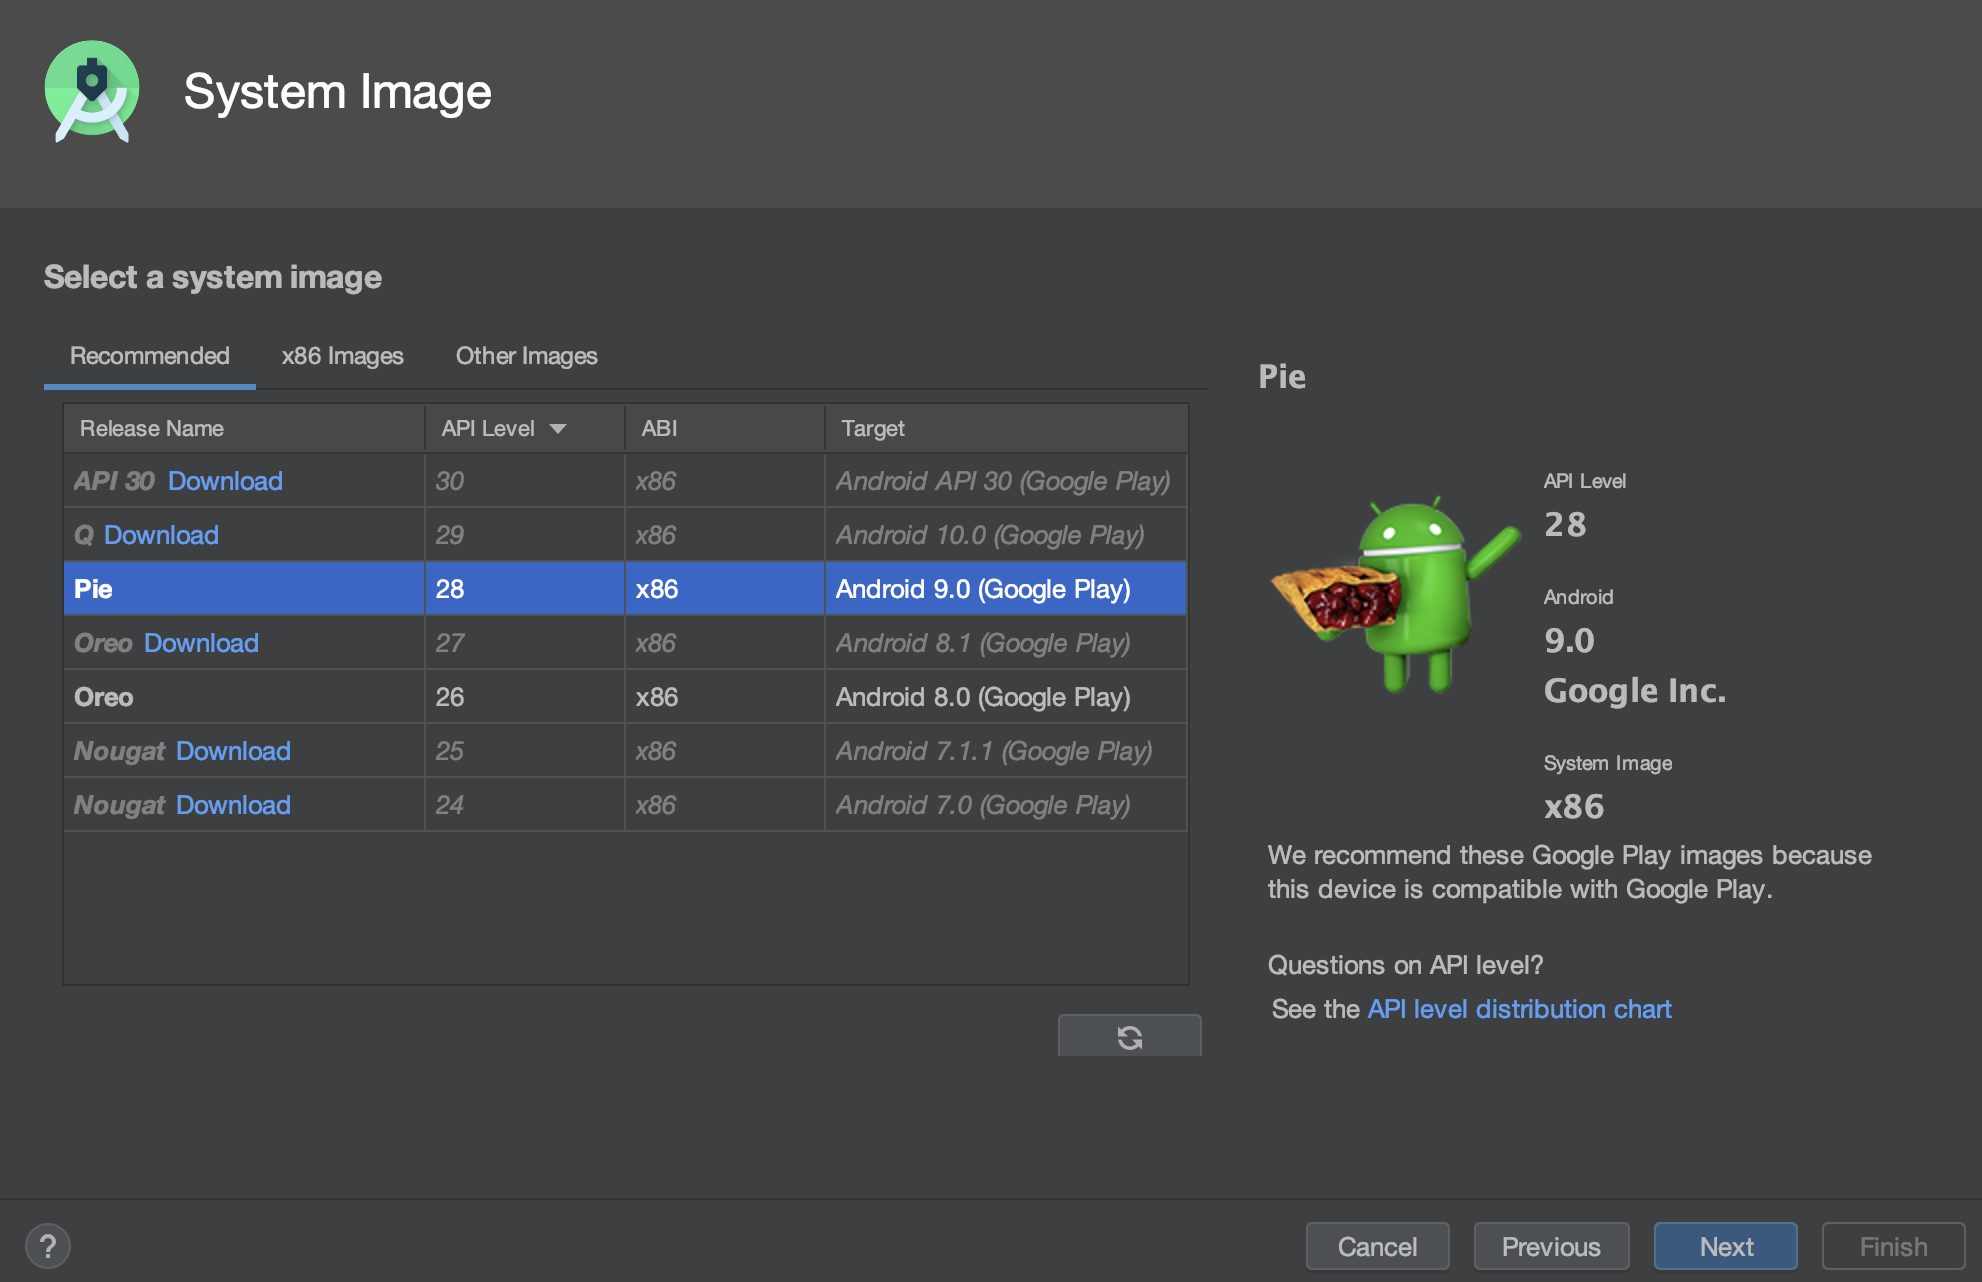 System Image
Select a system image
Recommended x86 Images Other Images
Release Name API Level ABI Target
API 30 Download 30 x86 Android API 30 (Google Play)
Q Download 29 x86 Android 10.0 (Google Play)
Pie 28 x86 Android 9.0 (Google Play)
Oreo Download 27 x86 Android 8.1 (Google Play)
Oreo 26 x86 Android 8.0 (Google Play)
Nougat Download 25 x86 Android 7.1.1 (Google Play)
Nougat Download 24 x86 Android 7.0 (Google Play)
Pie
API Level
28
Android
9.0
Google Inc.
System Image
x86
We recommend these Google Play images because
this device is compatible with Google Play.
Questions on API level?
See the API level distribution chart
? Cancel Previous Next Finish